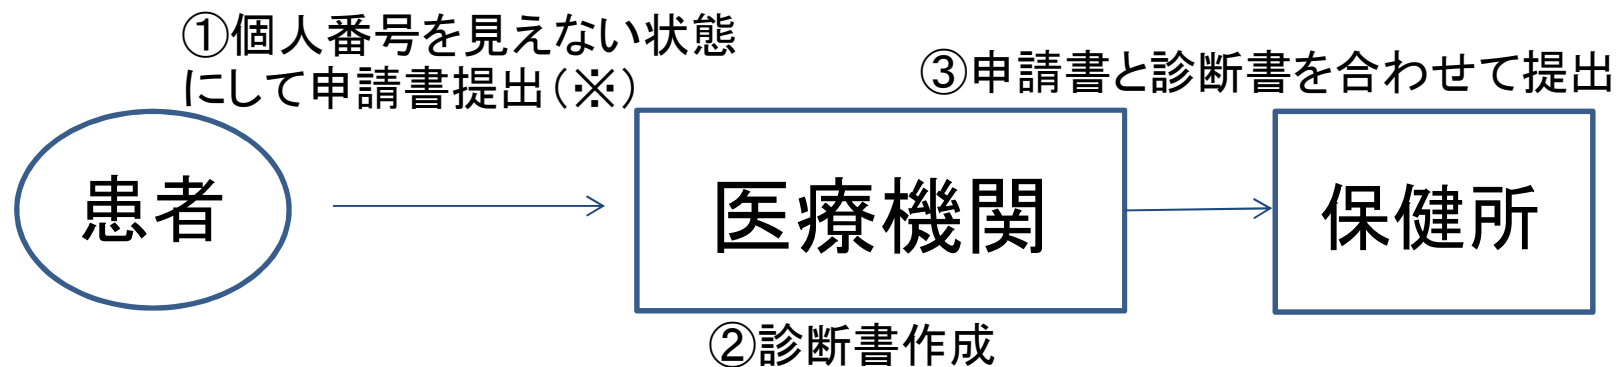 ①個人番号を見えない状態
にして申請書提出(※)
③申請書と診断書を合わせて提出
患者
医療機関
保健所
②診断書作成